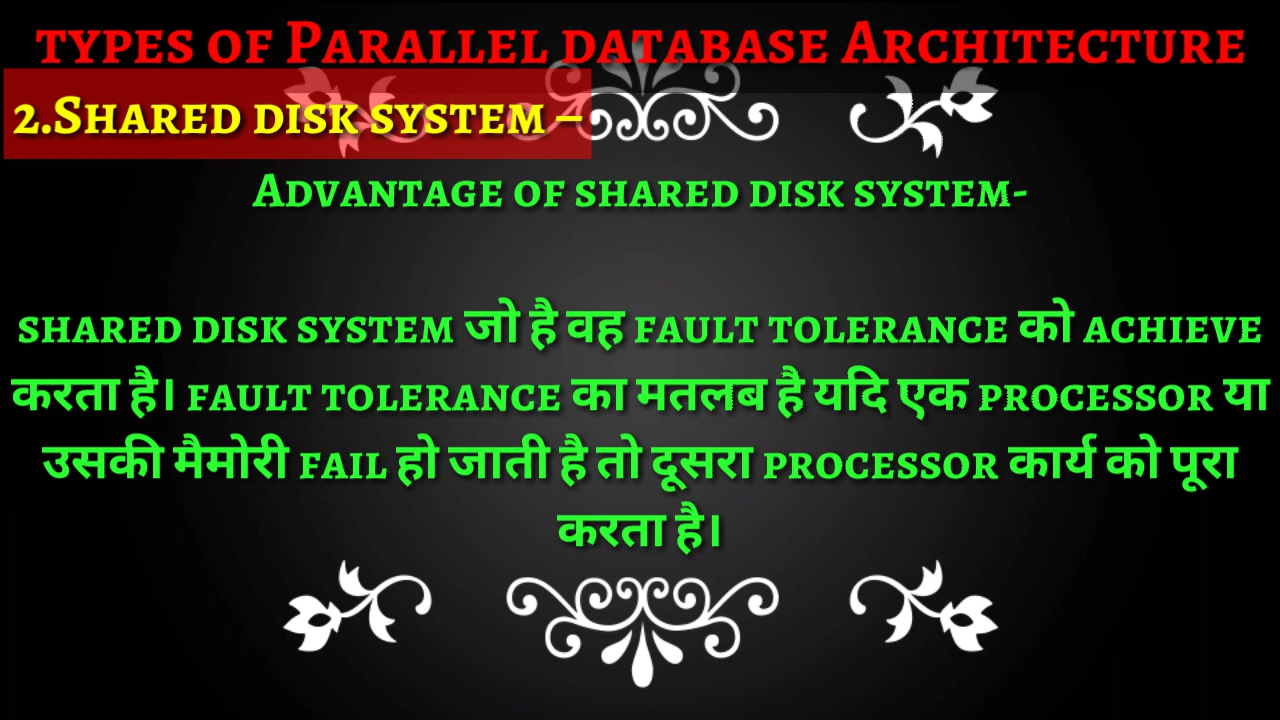 types of Parallel database Architecture
2.Shared disk system –
Advantage of shared disk system-
shared disk system जो है वह fault tolerance को achieve
करता है। fault tolerance का मतलब है यदि एक processor या
उसकी मैमोरी fail हो जाती है तो दूसरा processor कार्य को पूरा
करता है।